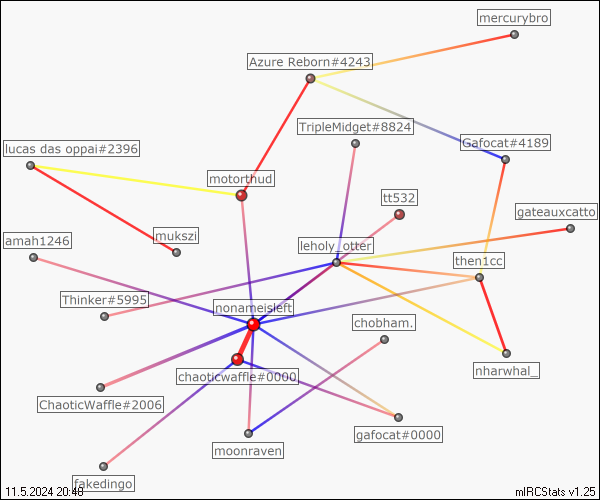 mercurybro
Azure Reborn#4243
TripleMidget#8824
Gafocat#4189
lucas das oppai#2396
motorthud
tt532
gateauxcatto
amah1246
mukszi
leholy_otter
then1cc
Thinker#5995
nonameisleft
chobham.
chaoticwaffle#0000
nharwhal_
ChaoticWaffle#2006
gafocat#0000
moonraven
fakedingo
11.5.2024 20:48
mIRCStats v1.25